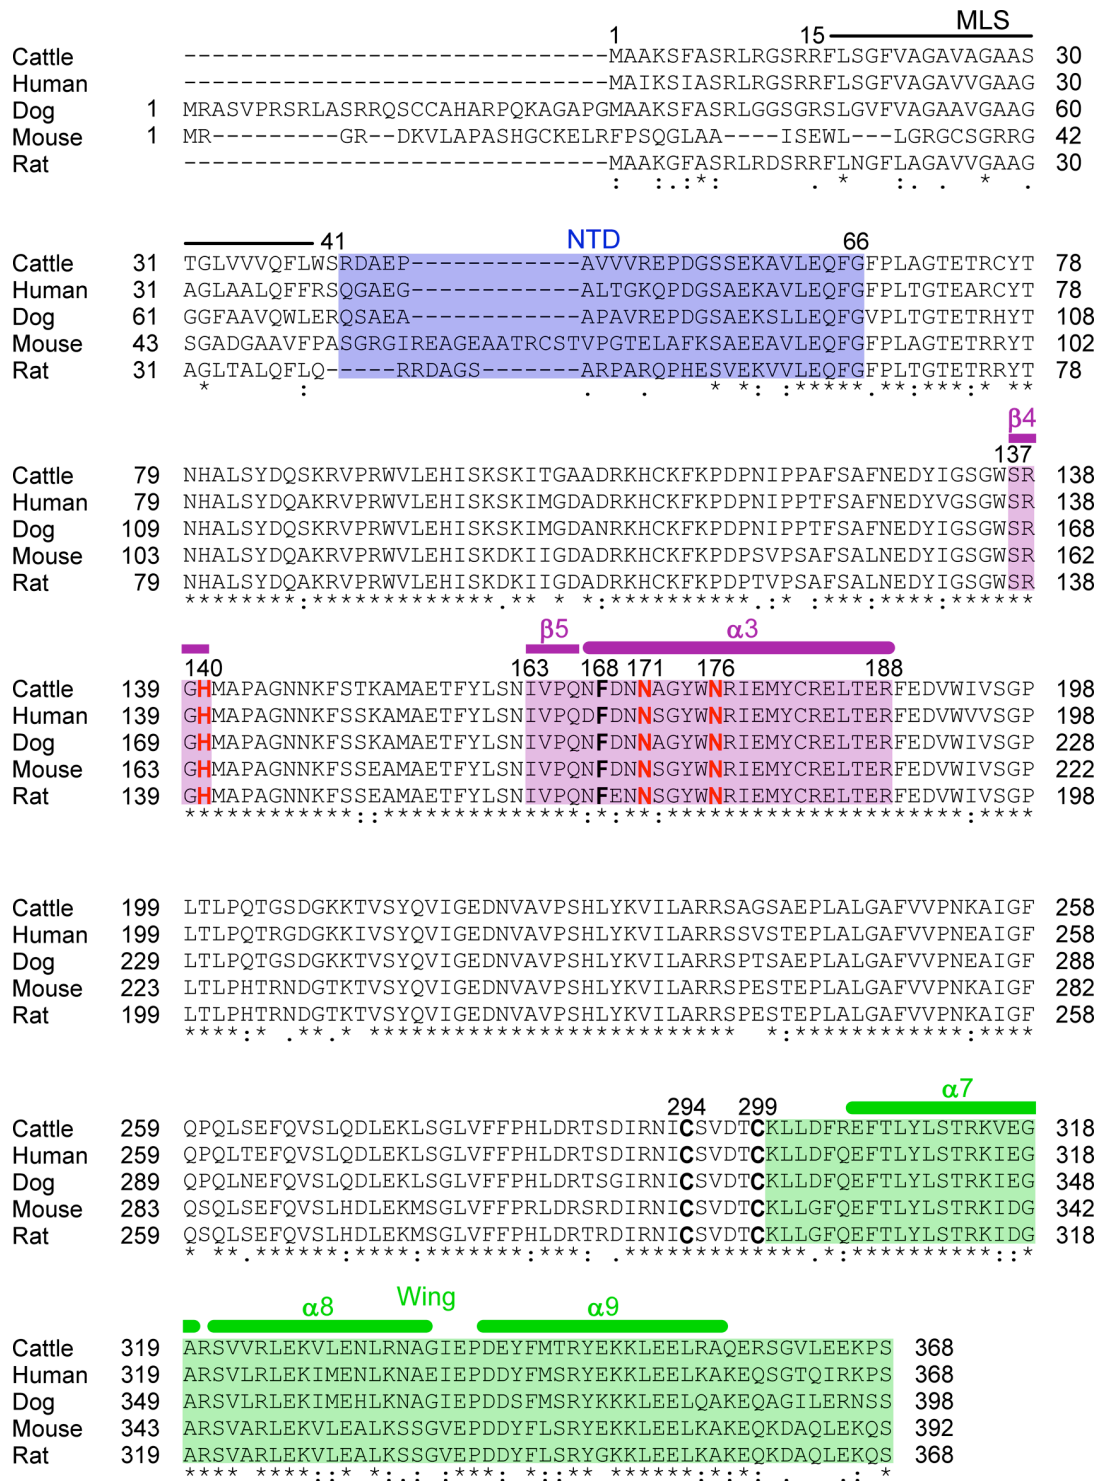 MLS
1 15
Cattle ---------------…MAAKSFASRLRGSRRFLSGFVAGAVAGAAS 30
Human ------------------------------MAIKSIASRLRGSRRFLSGFVAGAVVGAAG 30
Dog 1 MRASVPRSRLASRRQSCCAHARPQKAGAPGMAAKSFASRLGGSGRSLGVFVAGAAVGAAG 60
Mouse 1 MR---------GR--DKVLAPASHGCKELRFPSQGLAA----ISEWL---LGRGCSGRRG 42
Rat ------------------------------MAAKGFASRLRDSRRFLNGFLAGAVVGAAG 30
: :.:*: . * :. . * .
41 NTD 66
Cattle 31 TGLVVVQFLWSRDAEP------------AVVVREPDGSSEKAVLEQFGFPLAGTETRCYT 78
Human 31 AGLAALQFFRSQGAEG------------ALTGKQPDGSAEKAVLEQFGFPLTGTEARCYT 78
Dog 61 GGFAAVQWLERQSAEA------------APAVREPDGSAEKSLLEQFGVPLTGTETRHYT 108
Mouse 43 SGADGAAVFPASGRGIREAGEAATRCSTVPGTELAFKSAEEAVLEQFGFPLTGTETRRYT 102
Rat 31 AGLTALQFLQ-----RRDAGS-------ARPARQPHESVEKVVLEQFGFPLTGTETRRYT 78
* : . . * *: :*****.**:***:* **
β4
137
Cattle 79 NHALSYDQSKRVPRWVLEHISKSKITGAADRKHCKFKPDPNIPPAFSAFNEDYIGSGWSR 138
Human 79 NHALSYDQAKRVPRWVLEHISKSKIMGDADRKHCKFKPDPNIPPTFSAFNEDYVGSGWSR 138
Dog 109 NHALSYDQSKRVPRWVLEHISKSKIMGDANRKHCKFKPDPNIPPTFSAFNEDYIGSGWSR 168
Mouse 103 NHALSYDQAKRVPRWVLEHISKDKIIGDADRKHCKFKPDPSVPSAFSALNEDYIGSGWSR 162
Rat 79 NHALSYDQAKRVPRWVLEHISKDKIIGDADRKHCKFKPDPTVPSAFSALNEDYIGSGWSR 138
********:*************.** * *:**********.:*.:***:****:******
β5 α3
140 163 168 171 176 188
Cattle 139 GHMAPAGNNKFSTKAMAETFYLSNIVPQNFDNNAGYWNRIEMYCRELTERFEDVWIVSGP 198
Human 139 GHMAPAGNNKFSSKAMAETFYLSNIVPQDFDNNSGYWNRIEMYCRELTERFEDVWVVSGP 198
Dog 169 GHMAPAGNNKFSSKAMAETFYLSNIVPQNFDNNAGYWNRIEMYCRELTERFEDVWIVSGP 228
Mouse 163 GHMAPAGNNKFSSEAMAETFYLSNIVPQNFDNNSGYWNRIEMYCRELTERFEDVWIVSGP 222
Rat 139 GHMAPAGNNKFSSEAMAETFYLSNIVPQNFENNSGYWNRIEMYCRELTERFEDVWIVSGP 198
************::**************:*:**:*********************:****
Cattle 199 LTLPQTGSDGKKTVSYQVIGEDNVAVPSHLYKVILARRSAGSAEPLALGAFVVPNKAIGF 258
Human 199 LTLPQTRGDGKKIVSYQVIGEDNVAVPSHLYKVILARRSSVSTEPLALGAFVVPNEAIGF 258
Dog 229 LTLPQTGSDGKKTVSYQVIGEDNVAVPSHLYKVILARRSPTSAEPLALGAFVVPNEAIGF 288
Mouse 223 LTLPHTRNDGTKTVSYQVIGEDNVAVPSHLYKVILARRSPESTEPLALGAFVVPNEAIGF 282
Rat 199 LTLPHTRNDGTKTVSYQVIGEDNVAVPSHLYKVILARRSPESTEPLALGAFVVPNKAIGF 258
****:* .**.* ************************** *:************:****
α7
294 299
Cattle 259 QPQLSEFQVSLQDLEKLSGLVFFPHLDRTSDIRNICSVDTCKLLDFREFTLYLSTRKVEG 318
Human 259 QPQLTEFQVSLQDLEKLSGLVFFPHLDRTSDIRNICSVDTCKLLDFQEFTLYLSTRKIEG 318
Dog 289 QPQLNEFQVSLQDLEKLSGLVFFPHLDRTSGIRNICSVDTCKLLDFQEFTLYLSTRKIEG 348
Mouse 283 QSQLSEFQVSLHDLEKMSGLVFFPRLDRSRDIRNICSVDTCKLLGFQEFTLYLSTRKIDG 342
Rat 259 QSQLSEFQVSLHDLEKMSGLVFFPHLDRTRDIRNICSVDTCKLLGFQEFTLYLSTRKIDG 318
* **.******:****:*******:***: .*************.*:**********::*
α8 Wing α9
Cattle 319 ARSVVRLEKVLENLRNAGIEPDEYFMTRYEKKLEELRAQERSGVLEEKPS 368
Human 319 ARSVLRLEKIMENLKNAEIEPDDYFMSRYEKKLEELKAKEQSGTQIRKPS 368
Dog 349 ARSVLRLEKIMEHLKNAGIEPDDSFMSRYEKKLEELQAKEQAGILERNSS 398
Mouse 343 ARSVARLEKVLEALKSSGVEPDDYFLSRYEKKLEELKAKEQKDAQLEKQS 392
Rat 319 ARSVARLEKVLEALKSSGVEPDDYFLSRYGKKLEELKAKEQKDAQLEKQS 368
**** ****::* *:.: :***: *::** ******:*:*: . .: *